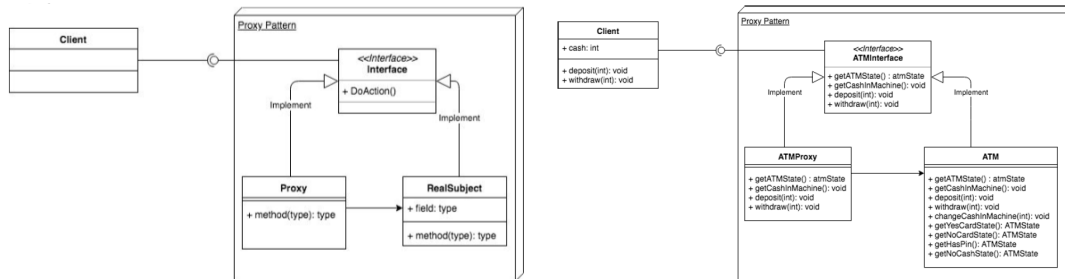 Proxy Pattern
Client
<<Interface>>
Interface
+ DoAction()
Implement
Implement
Proxy
+ method(type): type
RealSubject
+ field: type
+ method(type): type
Proxy Pattern
Client
+ cash: int
+ deposit(int): void
+ withdraw(int): void
<<Interface>>
ATMInterface
+ getATMState() : atmState
+ getCashInMachine(): void
+ deposit(int): void
+ withdraw(int): void
Implement
Implement
ATMProxy
+ getATMState() : atmState
+ getCashInMachine(): void
+ deposit(int): void
+ withdraw(int): void
ATM
+ getATMState() : atmState
+ getCashInMachine(): void
+ deposit(int): void
+ withdraw(int): void
+ changeCashInMachine(int): void
+ getYesCardState(): ATMState
+ getNoCardState(): ATMState
+ getHasPin(): ATMState
+ getNoCashState(): ATMState